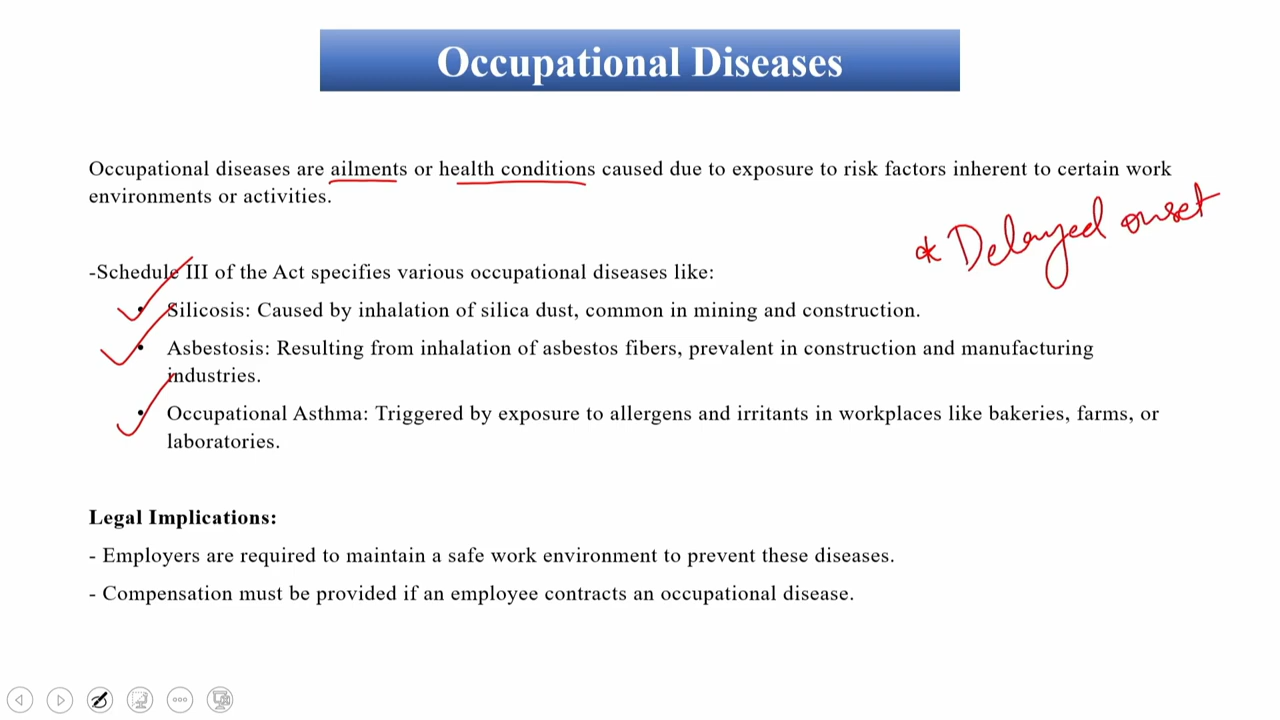 Occupational Diseases
Occupational diseases are ailments or health conditions caused due to exposure to risk factors inherent to certain work
environments or activities.
* Delayed onset
-Schedule III of the Act specifies various occupational diseases like:
• Silicosis: Caused by inhalation of silica dust, common in mining and construction.
• Asbestosis: Resulting from inhalation of asbestos fibers, prevalent in construction and manufacturing
industries.
• Occupational Asthma: Triggered by exposure to allergens and irritants in workplaces like bakeries, farms, or
laboratories.
Legal Implications:
- Employers are required to maintain a safe work environment to prevent these diseases.
- Compensation must be provided if an employee contracts an occupational disease.